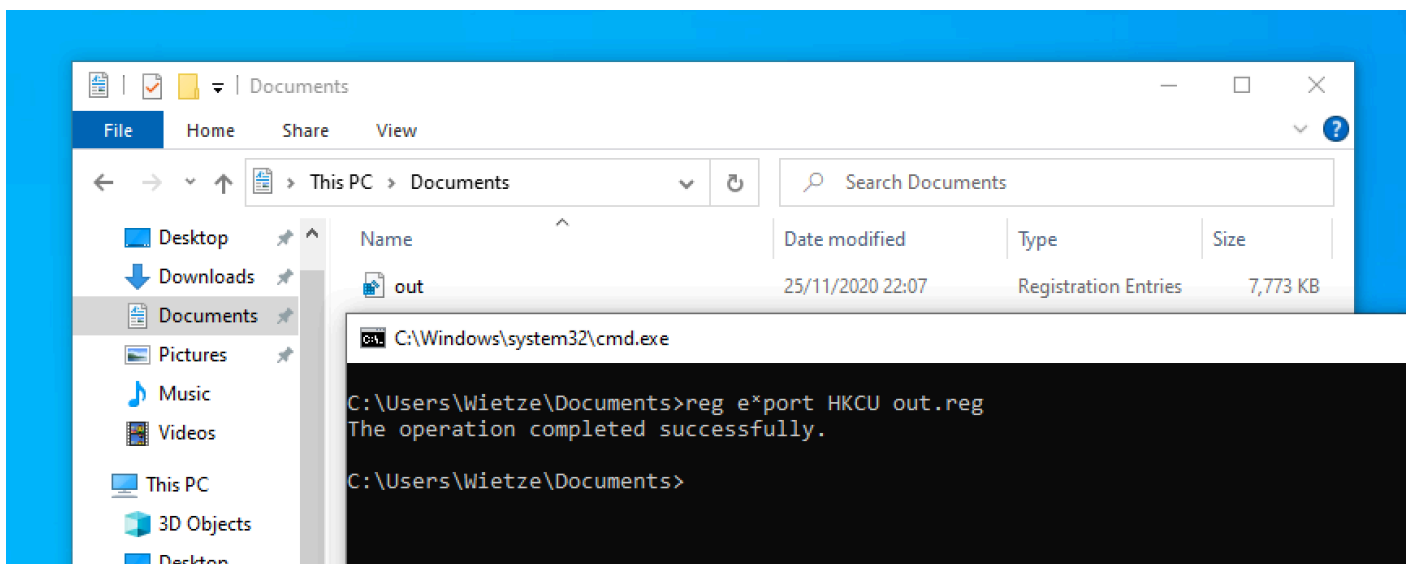 Documents
File Home Share View
This PC > Documents
Search Documents
Desktop
Downloads
Documents
Pictures
Music
Videos
This PC
3D Objects
Desktop
Name Date modified Type Size
out 25/11/2020 22:07 Registration Entries 7,773 KB
C:\Windows\system32\cmd.exe
C:\Users\Wietze\Documents>reg e*port HKCU out.reg
The operation completed successfully.
C:\Users\Wietze\Documents>